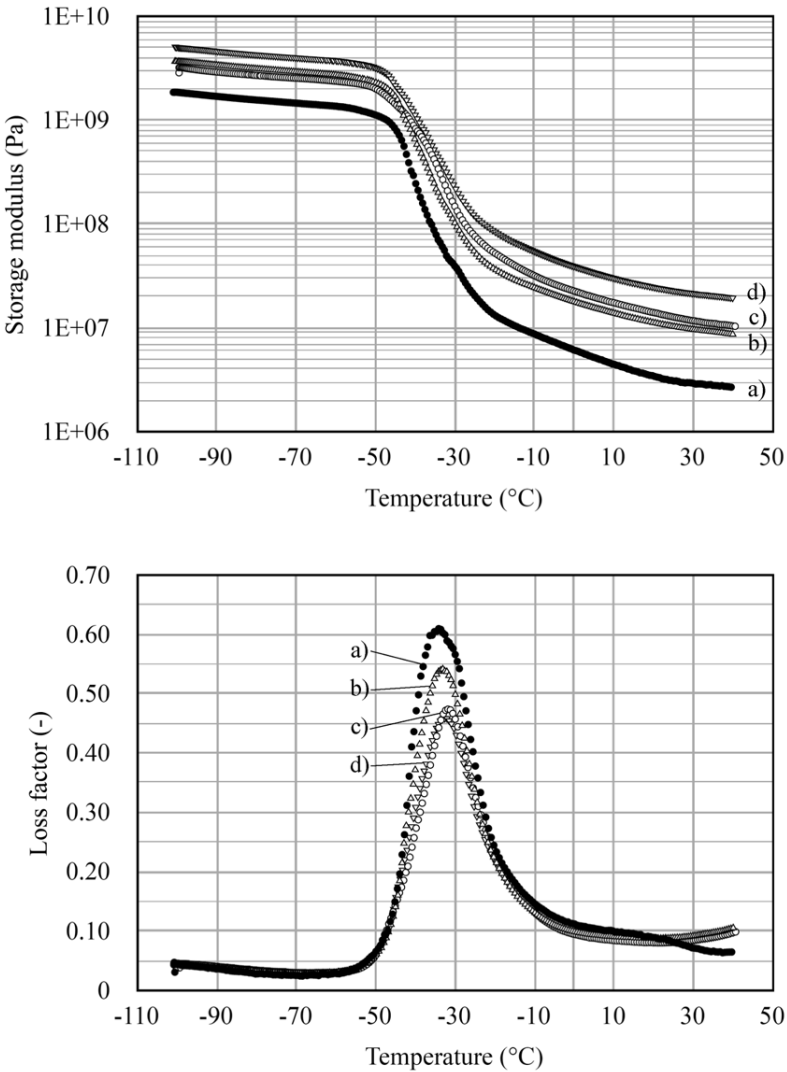 1E+10
1E+09
1E+08
1E+07
1E+06
Storage modulus (Pa)
d)
c)
b)
a)
-110 -90 -70 -50 -30 -10 10 30 50
Temperature (°C)
0.70
0.60
0.50
0.40
0.30
0.20
0.10
0
Loss factor (-)
a)
b)
c)
d)
-110 -90 -70 -50 -30 -10 10 30 50
Temperature (°C)